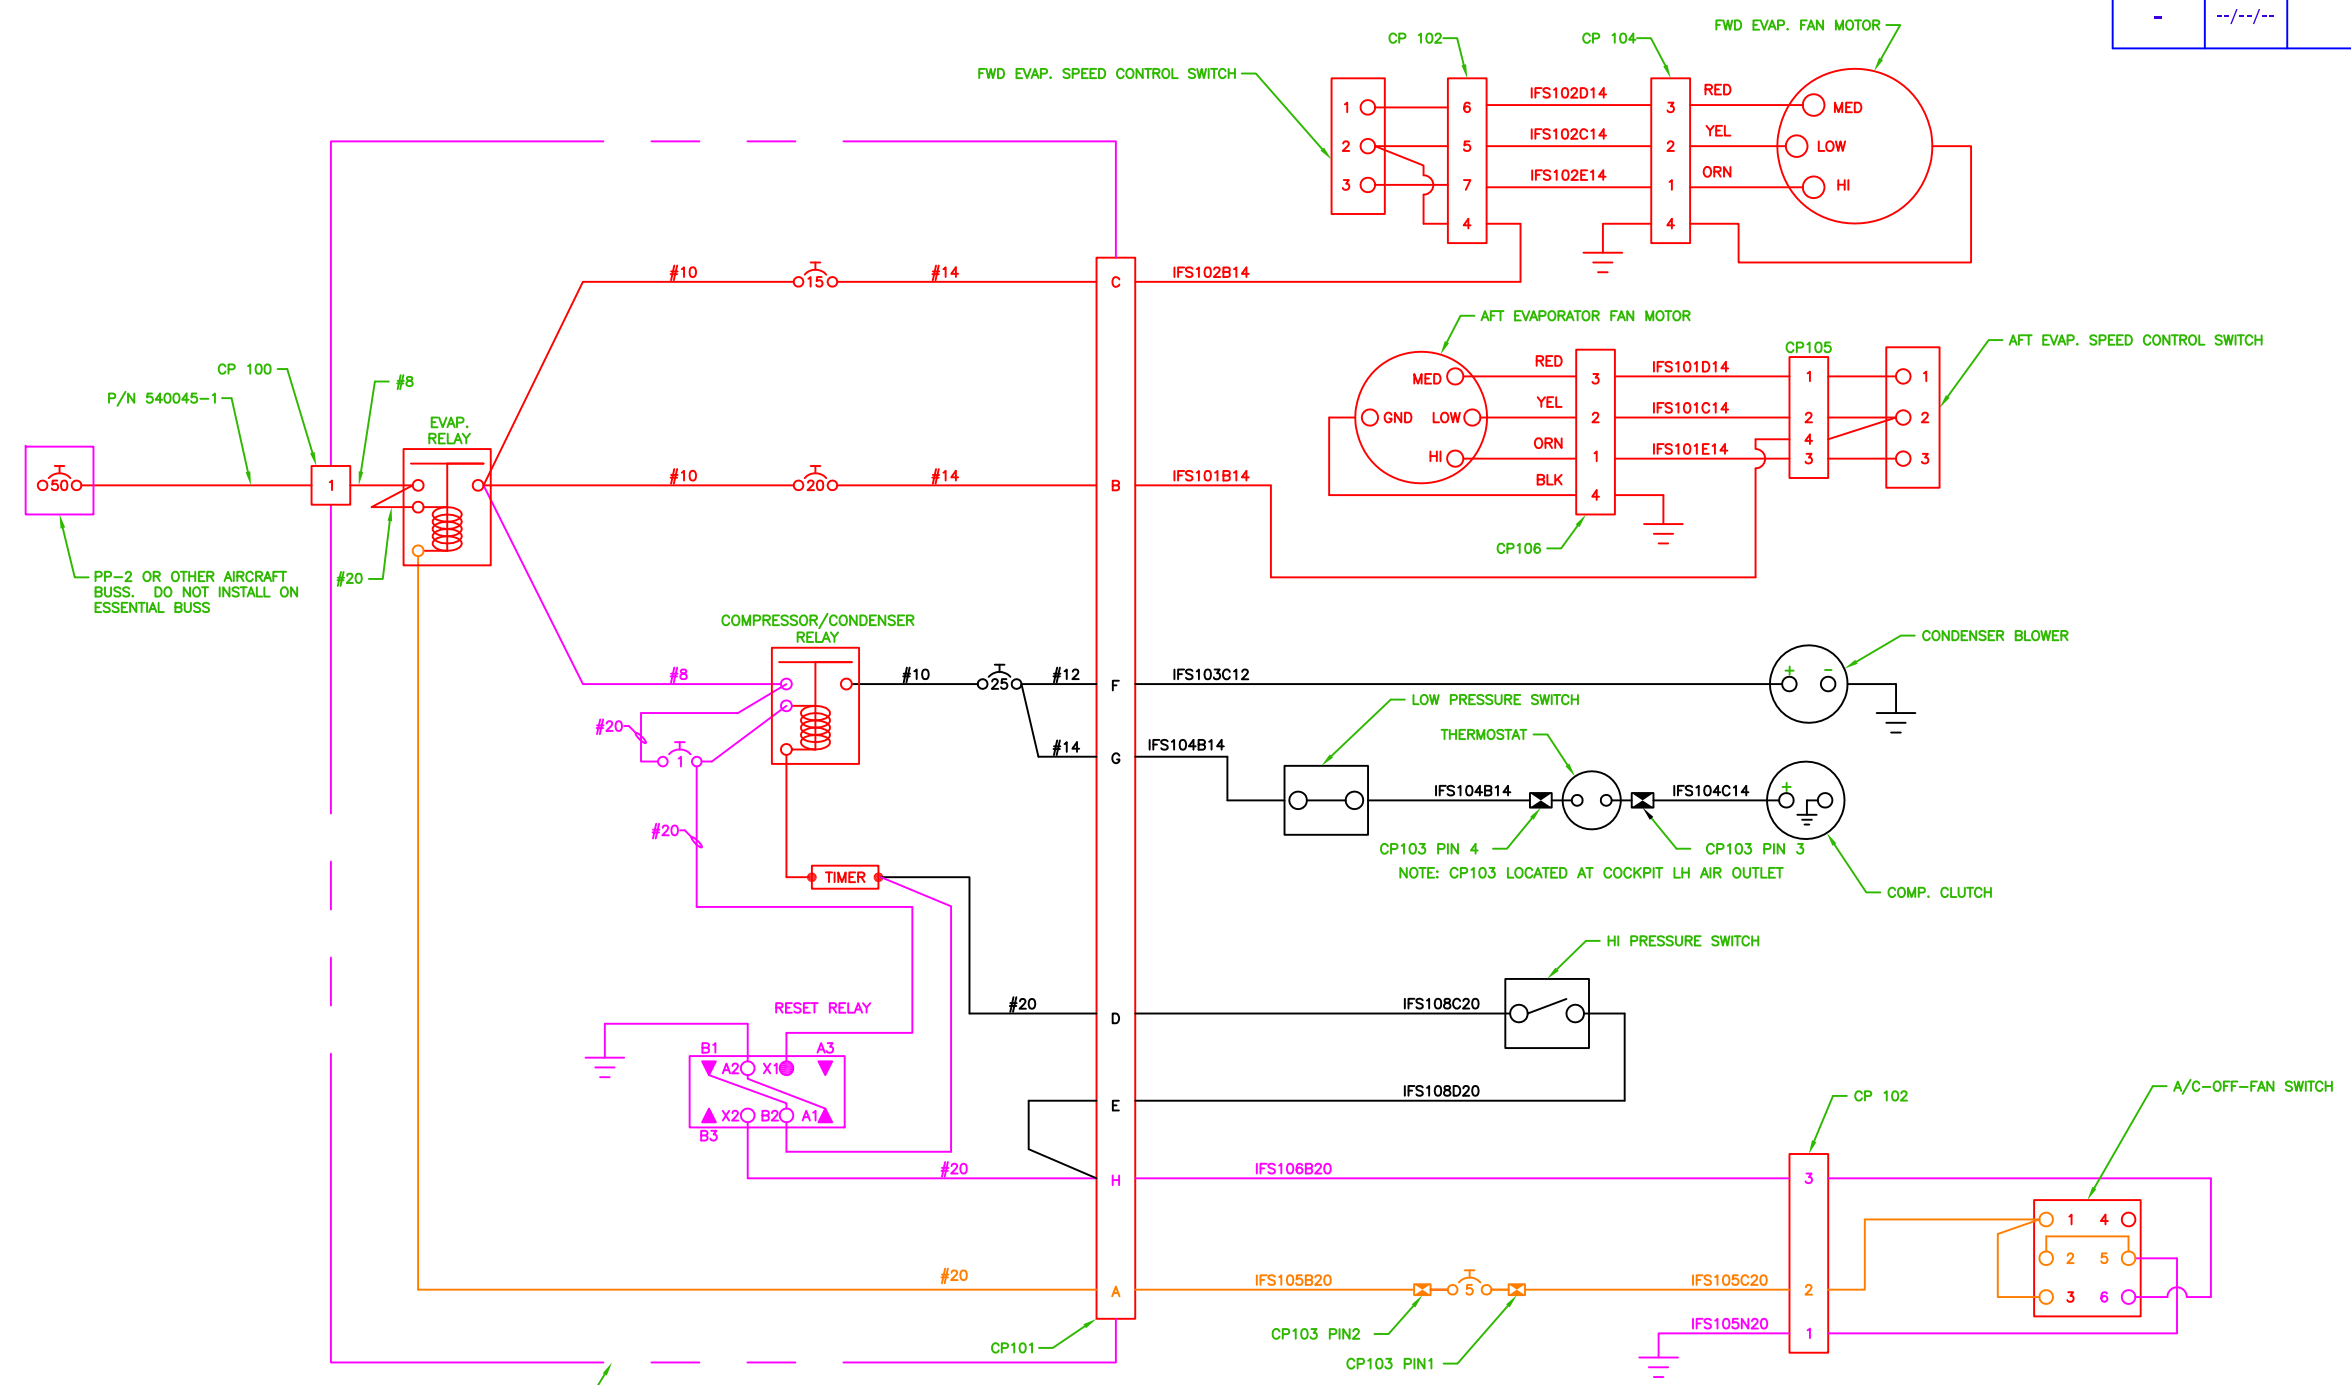 -
--/--/--
FWD EVAP. FAN MOTOR
CP 102
CP 104
FWD EVAP. SPEED CONTROL SWITCH
1
2
3
6
5
7
4
IFS102D14
IFS102C14
IFS102E14
3
2
1
4
RED
YEL
ORN
MED
LOW
HI
#10
15
#14
C
IFS102B14
AFT EVAPORATOR FAN MOTOR
AFT EVAP. SPEED CONTROL SWITCH
CP105
MED
GND
LOW
HI
RED
YEL
ORN
BLK
3
2
1
4
IFS101D14
IFS101C14
IFS101E14
1
2
4
3
1
2
3
CP106
CP 100
P/N 540045-1
#8
EVAP.
RELAY
50
1
#20
#10
20
#14
B
IFS101B14
PP-2 OR OTHER AIRCRAFT
BUSS.  DO NOT INSTALL ON
ESSENTIAL BUSS
COMPRESSOR/CONDENSER
RELAY
#8
#10
25
#12
F
IFS103C12
CONDENSER BLOWER
+ -
LOW PRESSURE SWITCH
THERMOSTAT
#20
1
#14
G
IFS104B14
IFS104B14
IFS104C14
+
CP103 PIN 4
CP103 PIN 3
NOTE: CP103 LOCATED AT COCKPIT LH AIR OUTLET
COMP. CLUTCH
#20
TIMER
HI PRESSURE SWITCH
RESET RELAY
#20
D
IFS108C20
B1
A3
A2
X1
X2
B2
A1
B3
E
IFS108D20
#20
H
IFS106B20
CP 102
A/C-OFF-FAN SWITCH
3
2
1
1 4
2 5
3 6
#20
A
IFS105B20
5
IFS105C20
IFS105N20
CP103 PIN2
CP103 PIN1
CP101